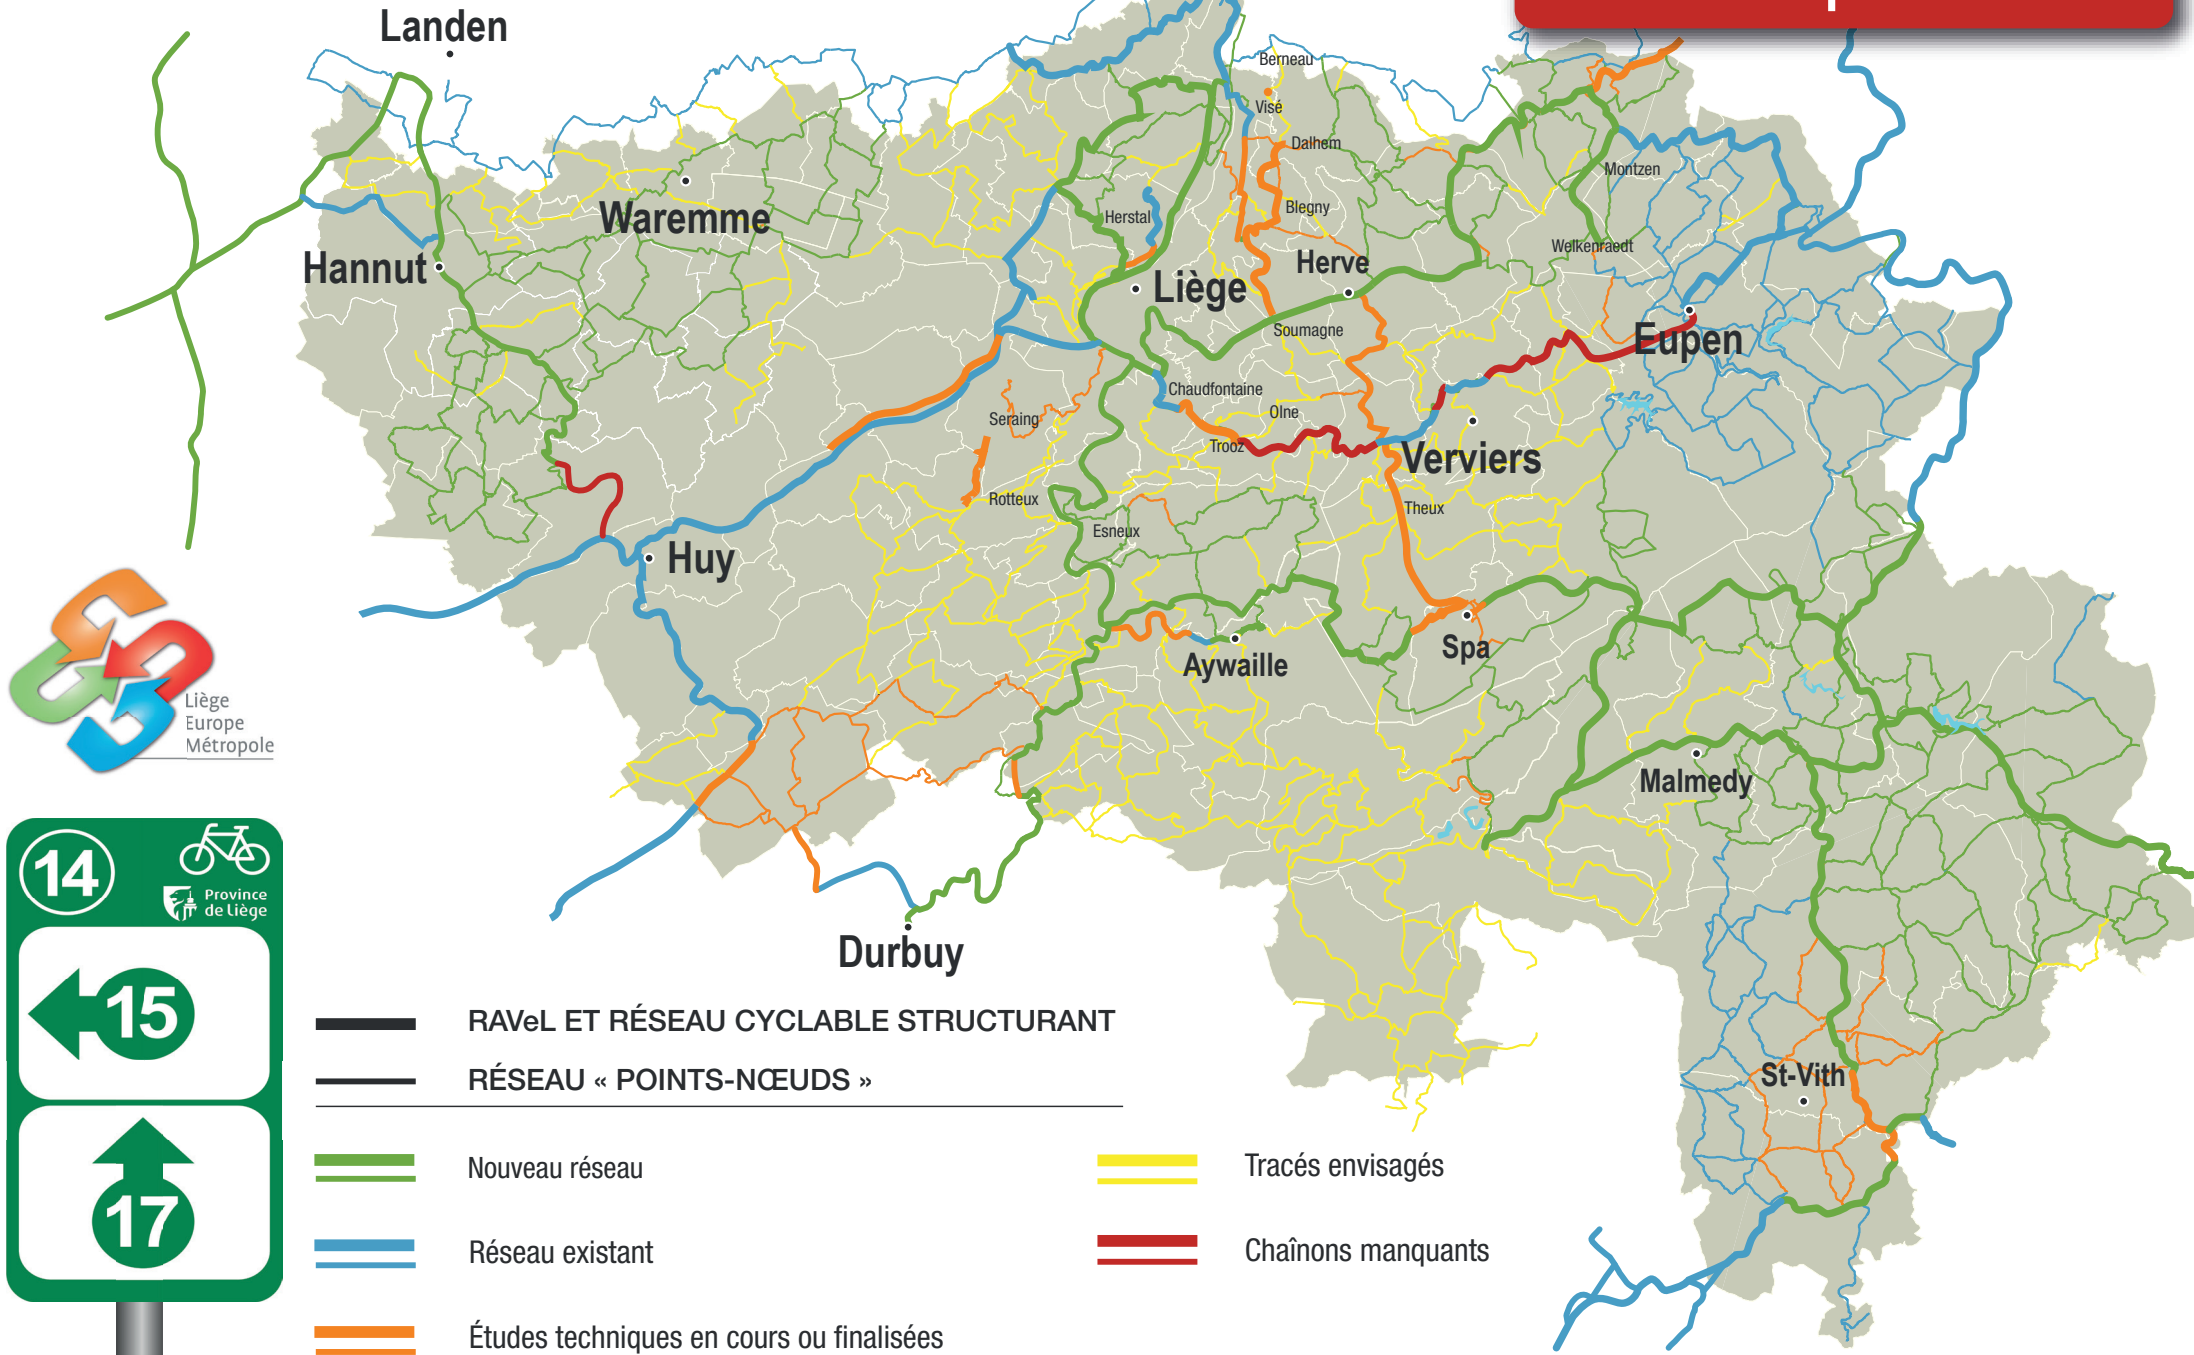 Landen
Berneau
Visé
Dalhem
Montzen
Waremme
Herstal
Blegny
Welkenraedt
Hannut
Liège
Herve
Soumagne
Eupen
Chaudfontaine
Seraing
Olne
Trooz
Verviers
Rotteux
Theux
Esneux
Huy
Spa
Aywaille
Malmedy
Durbuy
St-Vith
Liège
Europe
Métropole
14
Province
de Liège
15
17
RAVeL ET RÉSEAU CYCLABLE STRUCTURANT
RÉSEAU « POINTS-NŒUDS »
Nouveau réseau
Réseau existant
Études techniques en cours ou finalisées
Tracés envisagés
Chaînons manquants